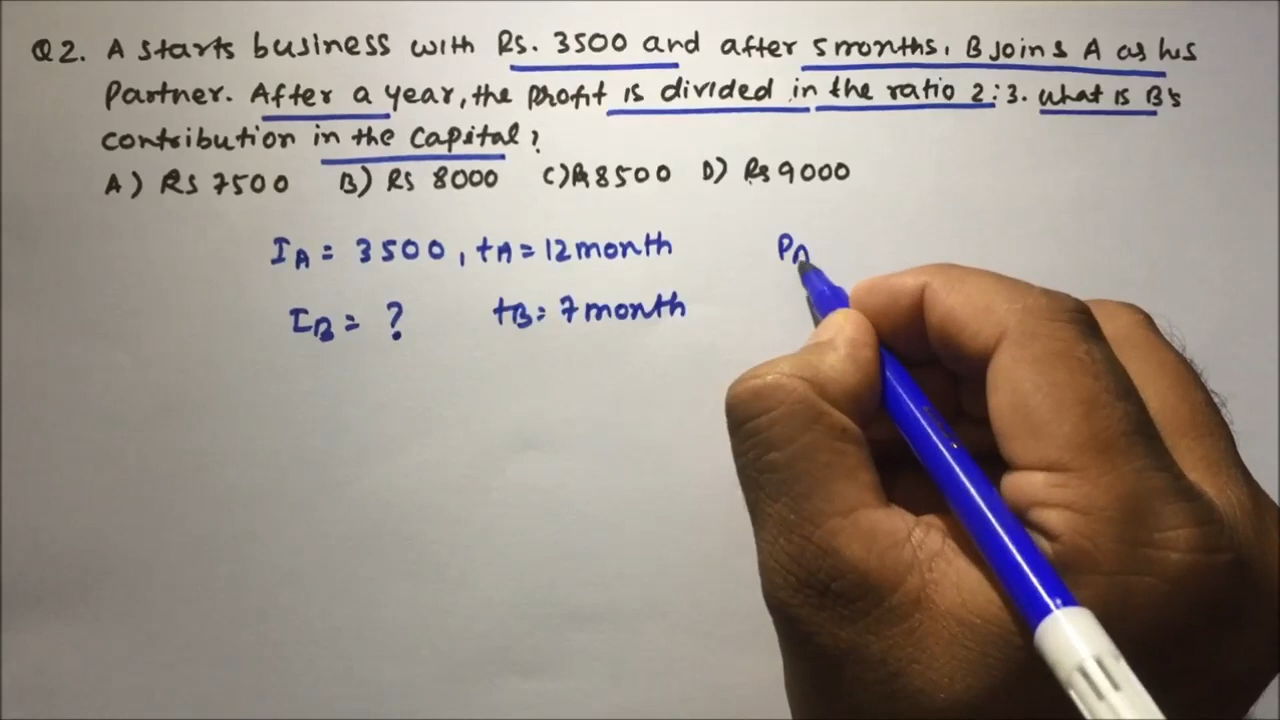 Q2. A starts business with Rs. 3500 and after 5 months, B joins A as his
Partner. After a year, the profit is divided in the ratio 2:3. What is B's
contribution in the capital?
A) Rs 7500 B) Rs 8000 C) Rs 8500 D) Rs 9000
IA = 3500, tA = 12 month PA
IB = ? tB = 7 month